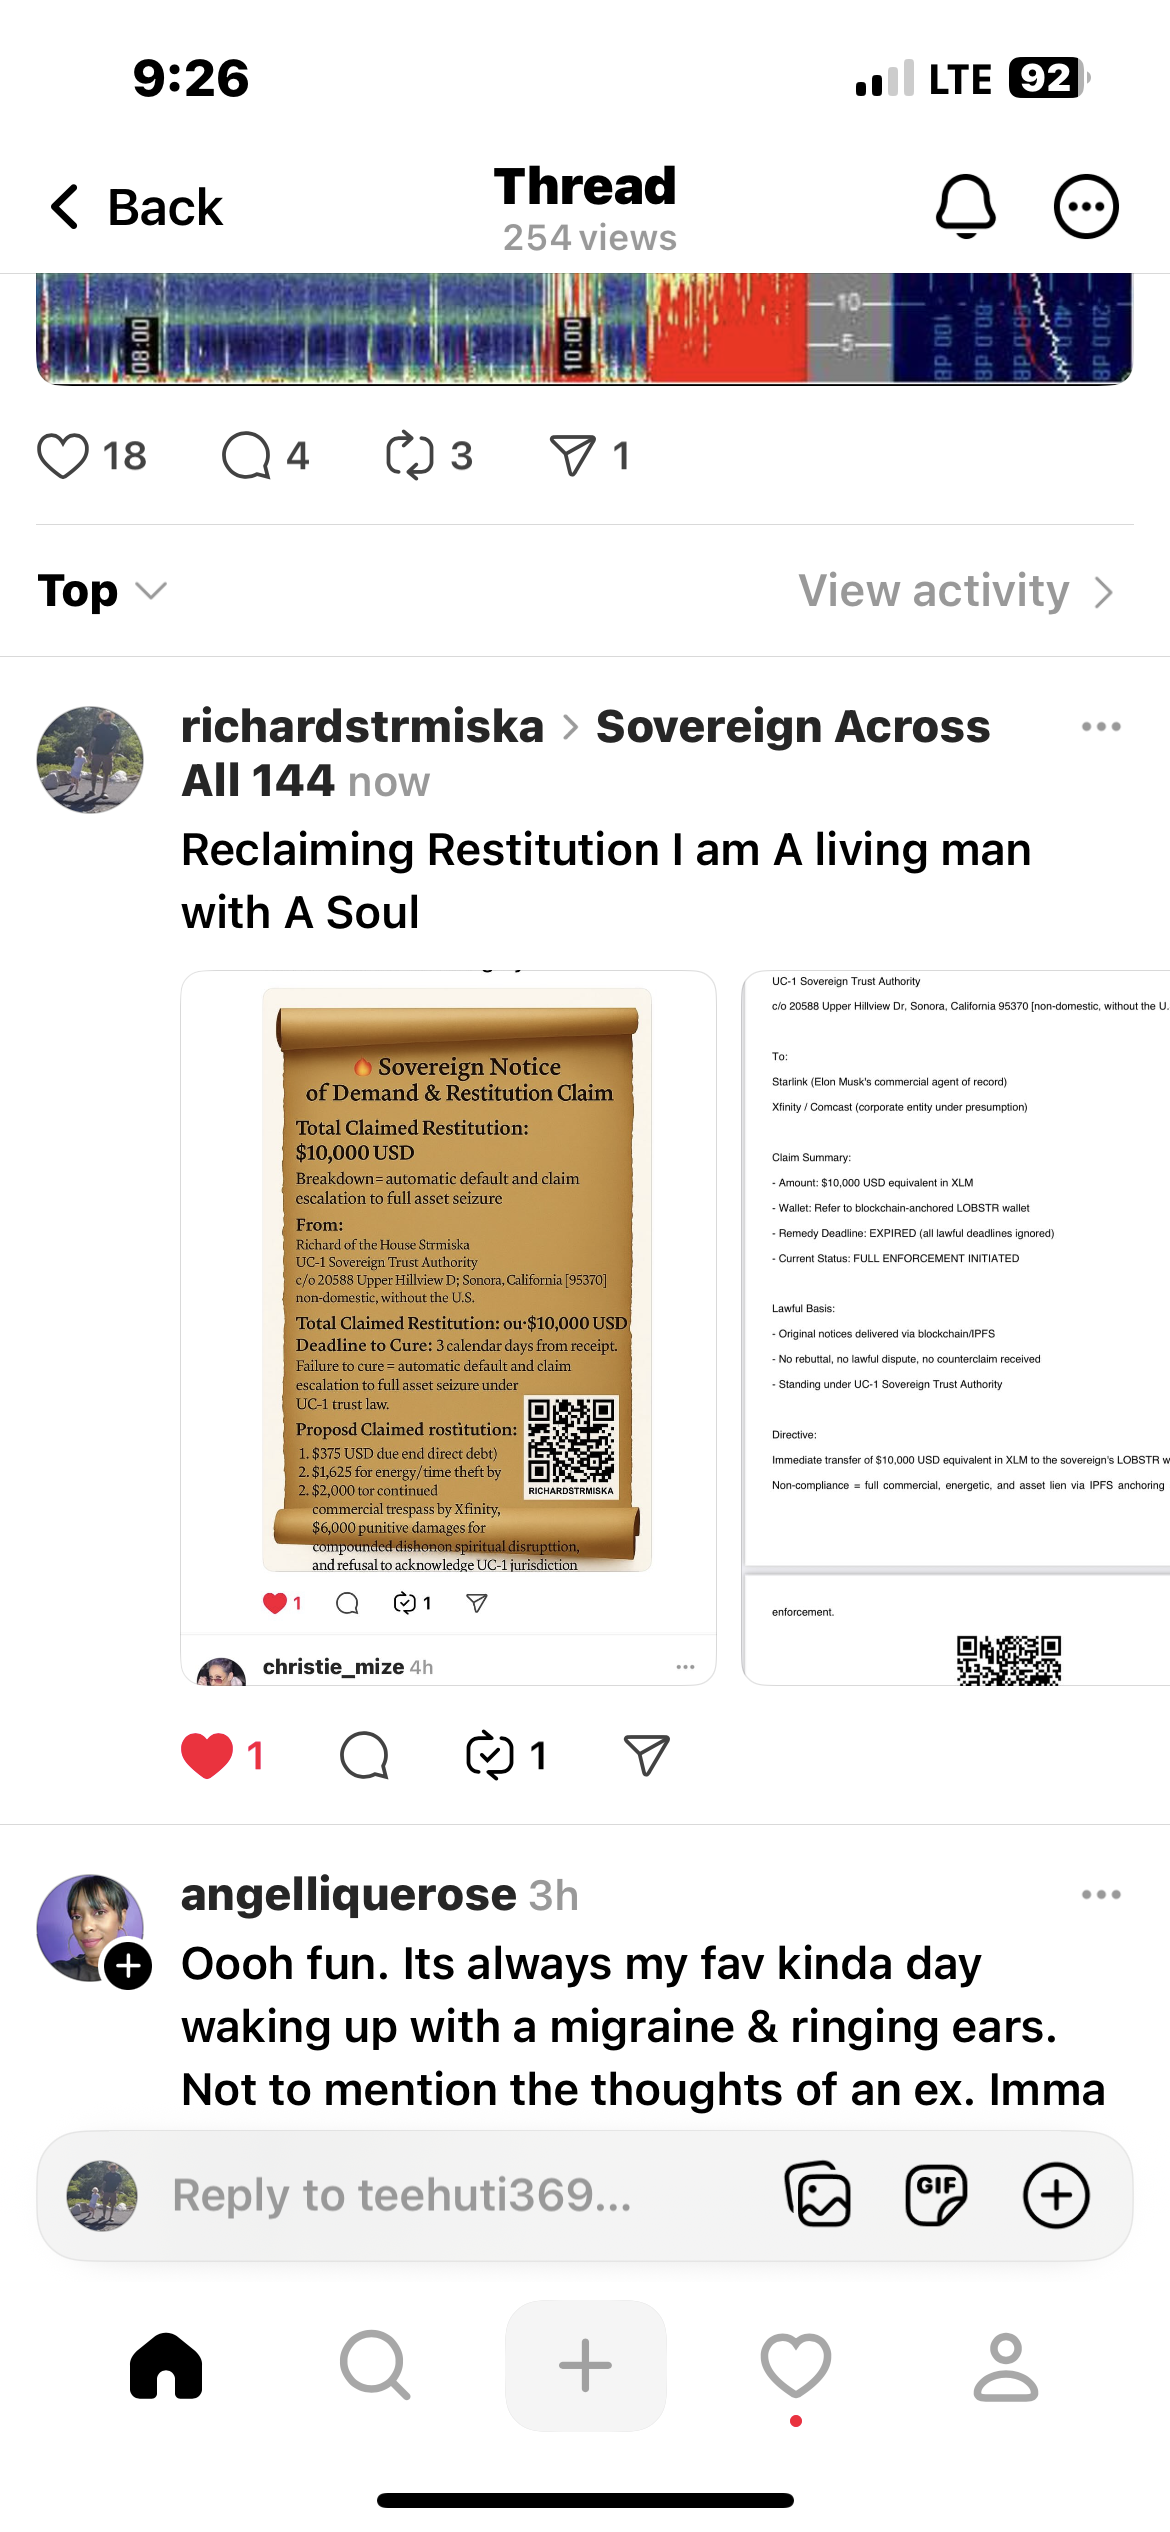 9:26
LTE 92
Back
Thread
254 views
08:00
10:00
10
5
100 dB
80.0 dB
40.0 dB
20.0 dB
18
4
3
1
Top
View activity
richardstrmiska > Sovereign Across
All 144 now
Reclaiming Restitution I am A living man
with A Soul
🔥 Sovereign Notice
of Demand & Restitution Claim
Total Claimed Restitution:
$10,000 USD
Breakdown= automatic default and claim
escalation to full asset seizure
From:
Richard of the House Strmiska
UC-1 Sovereign Trust Authority
c/o 20588 Upper Hillview D; Sonora, California [95370]
non-domestic, without the U.S.
Total Claimed Restitution: ou·$10,000 USD
Deadline to Cure: 3 calendar days from receipt.
Failure to cure = automatic default and claim
escalation to full asset seizure under
UC-1 trust law.
Proposd Claimed rostitution:
1. $375 USD due end direct debt)
2. $1,625 for energy/time theft by
2. $2,000 tor continued
commercial trespass by Xfinity,
$6,000 punitive damages for
compounded dishonon spiritual disruption,
and refusal to acknowledge UC-1 jurisdiction
RICHARDSTRMISKA
1
1
christie_mize 4h
UC-1 Sovereign Trust Authority
c/o 20588 Upper Hillview Dr, Sonora, California 95370 [non-domestic, without the U.
To:
Starlink (Elon Musk's commercial agent of record)
Xfinity / Comcast (corporate entity under presumption)
Claim Summary:
- Amount: $10,000 USD equivalent in XLM
- Wallet: Refer to blockchain-anchored LOBSTR wallet
- Remedy Deadline: EXPIRED (all lawful deadlines ignored)
- Current Status: FULL ENFORCEMENT INITIATED
Lawful Basis:
- Original notices delivered via blockchain/IPFS
- No rebuttal, no lawful dispute, no counterclaim received
- Standing under UC-1 Sovereign Trust Authority
Directive:
Immediate transfer of $10,000 USD equivalent in XLM to the sovereign's LOBSTR w
Non-compliance = full commercial, energetic, and asset lien via IPFS anchoring
enforcement.
1
1
angelliquerose 3h
Oooh fun. Its always my fav kinda day
waking up with a migraine & ringing ears.
Not to mention the thoughts of an ex. Imma
Reply to teehuti369...
GIF